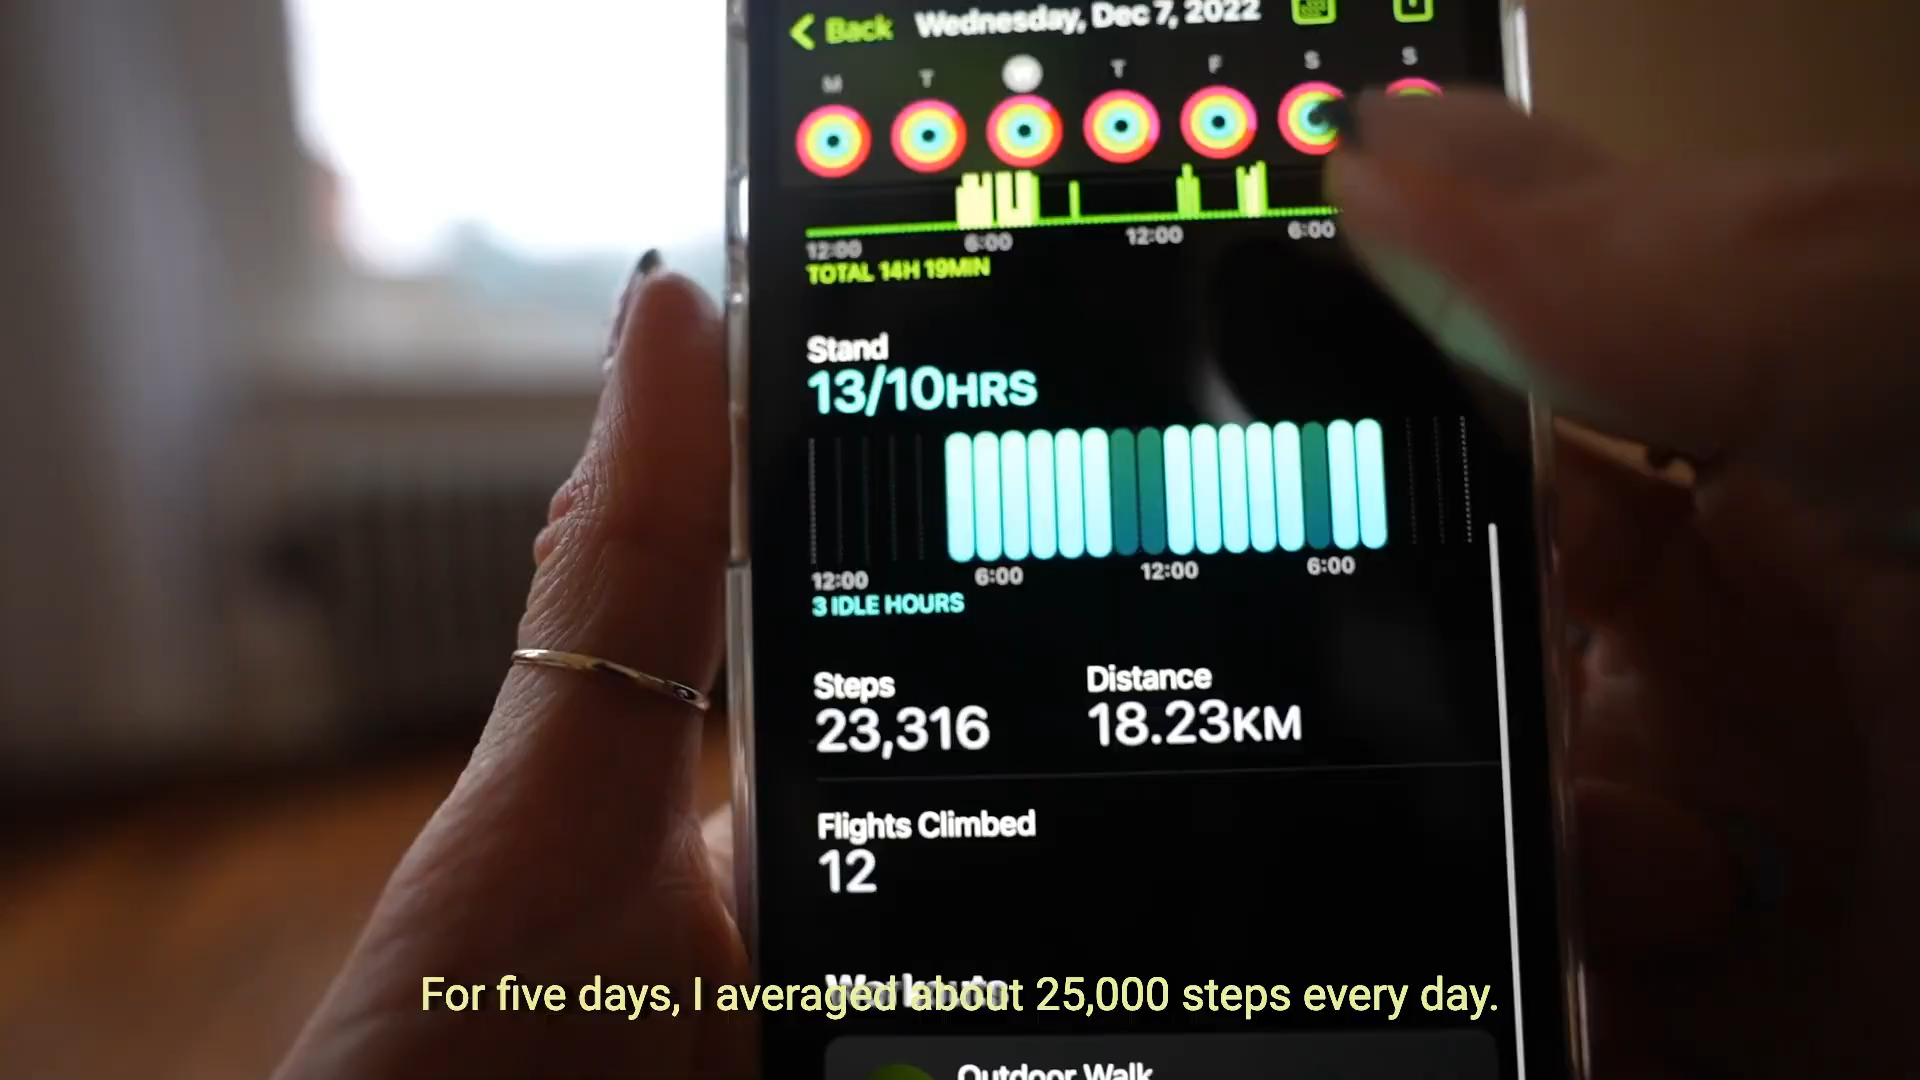 Back
Wednesday, Dec 7, 2022
M T W T F S S
12:00 6:00 12:00 6:00
TOTAL 14H 19MIN
Stand
13/10HRS
12:00 6:00 12:00 6:00
3 IDLE HOURS
Steps Distance
23,316 18.23KM
Flights Climbed
12
Workouts
For five days, I averaged about 25,000 steps every day.
Outdoor Walk